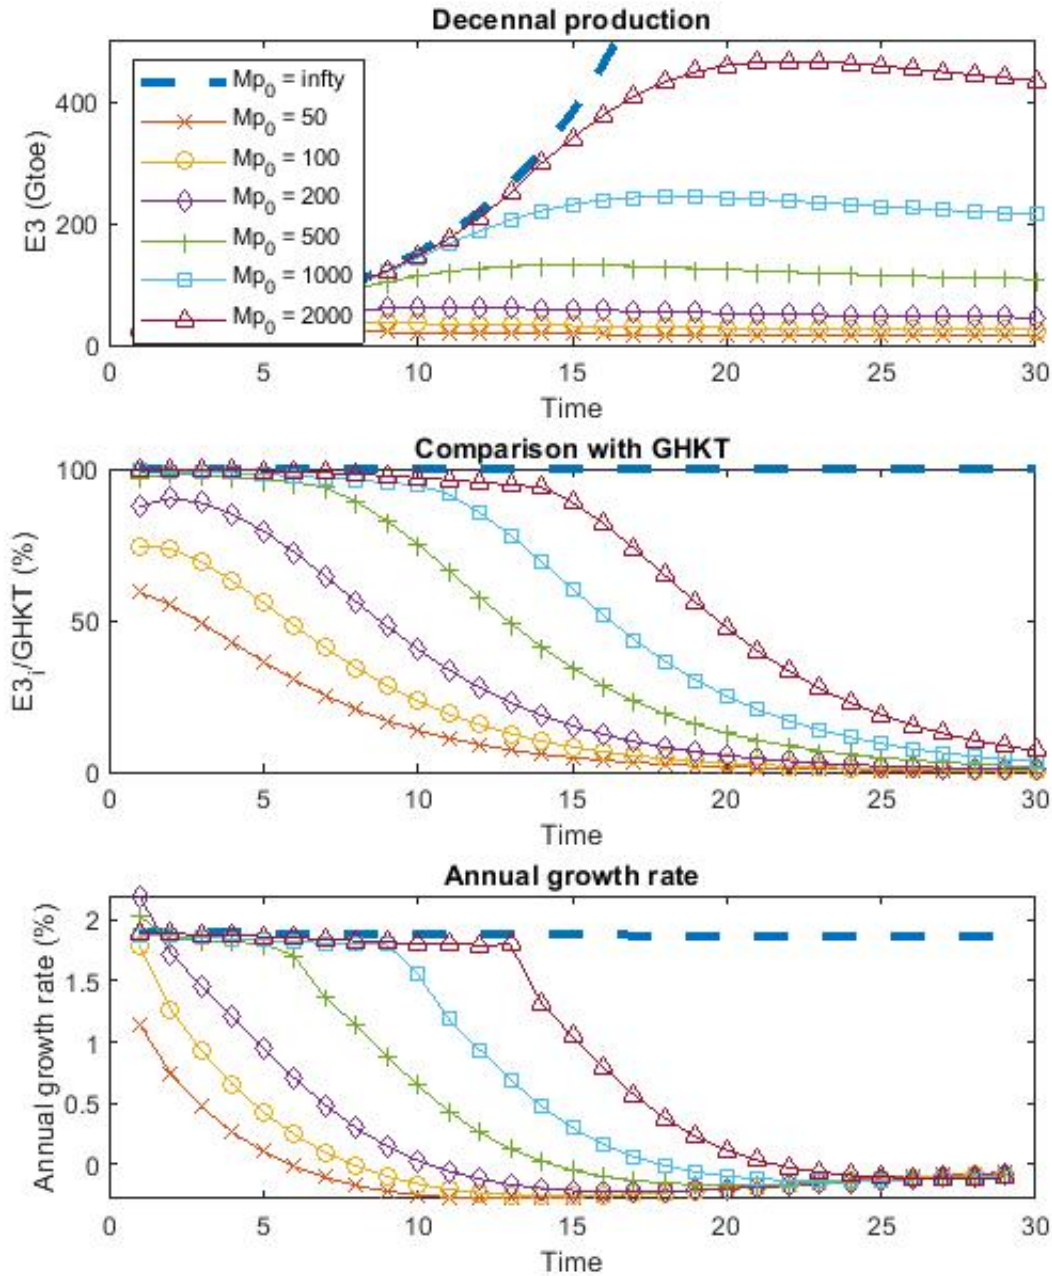 Decennal production
E3 (Gtoe)
400
200
0
Mp0 = infty
Mp0 = 50
Mp0 = 100
Mp0 = 200
Mp0 = 500
Mp0 = 1000
Mp0 = 2000
0 5 10 15 20 25 30
Time
Comparison with GHKT
E3i/GHKT (%)
100
50
0
0 5 10 15 20 25 30
Time
Annual growth rate
Annual growth rate (%)
2
1.5
1
0.5
0
0 5 10 15 20 25 30
Time